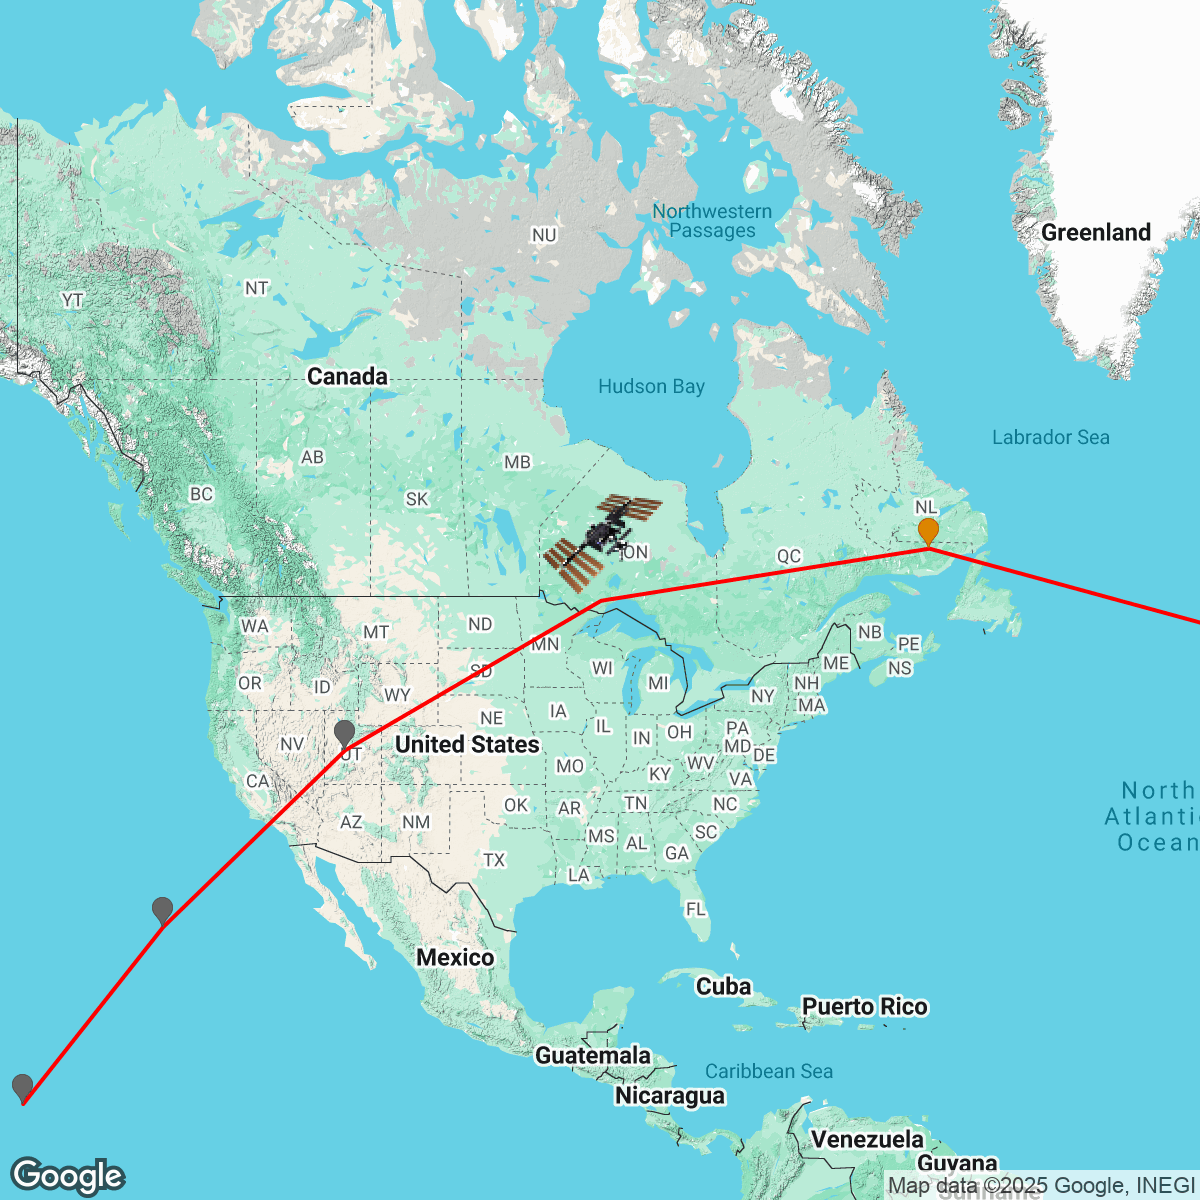 NU
Northwestern
Passages
Greenland
NT
YT
Canada
Hudson Bay
Labrador Sea
AB
MB
BC
SK
NL
ON
QC
WA
MT
ND
MN
NB
PE
NS
OR
ID
WY
SD
WI
MI
ME
NH
NY
MA
NV
UT
United States
NE
IA
IL
IN
OH
PA
MD
DE
CA
MO
KY
WV
VA
North
Atlantic
Ocean
AZ
NM
OK
AR
TN
NC
MS
AL
SC
GA
TX
LA
FL
Mexico
Cuba
Puerto Rico
Guatemala
Caribbean Sea
Nicaragua
Venezuela
Guyana
Suriname
Google
Map data ©2025 Google, INEGI